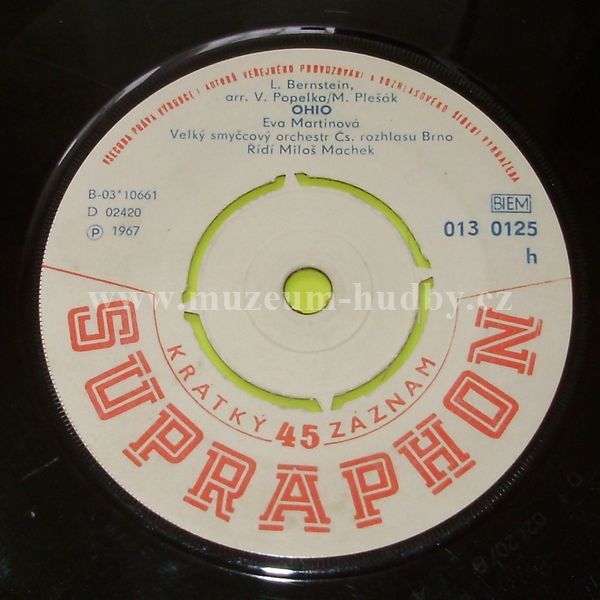 VŠECHNA PRÁVA VÝROBCŮ I AUTORŮ VEŘEJNÉHO PROVOZOVÁNÍ A ROZHLASOVÉHO ŠÍŘENÍ VYHRAŽENA
L. Bernstein,
arr. V. Popelka/M. Plešák
OHIO
Eva Martinová
Velký smyčcový orchestr Čs. rozhlasu Brno
Řídí Miloš Machek
B-03*10661
D 02420
Ⓟ 1967
BIEM
013 0125
h
www.muzeum-hudby.cz
KRÁTKÝ 45 ZÁZNAM
SUPRAPHON